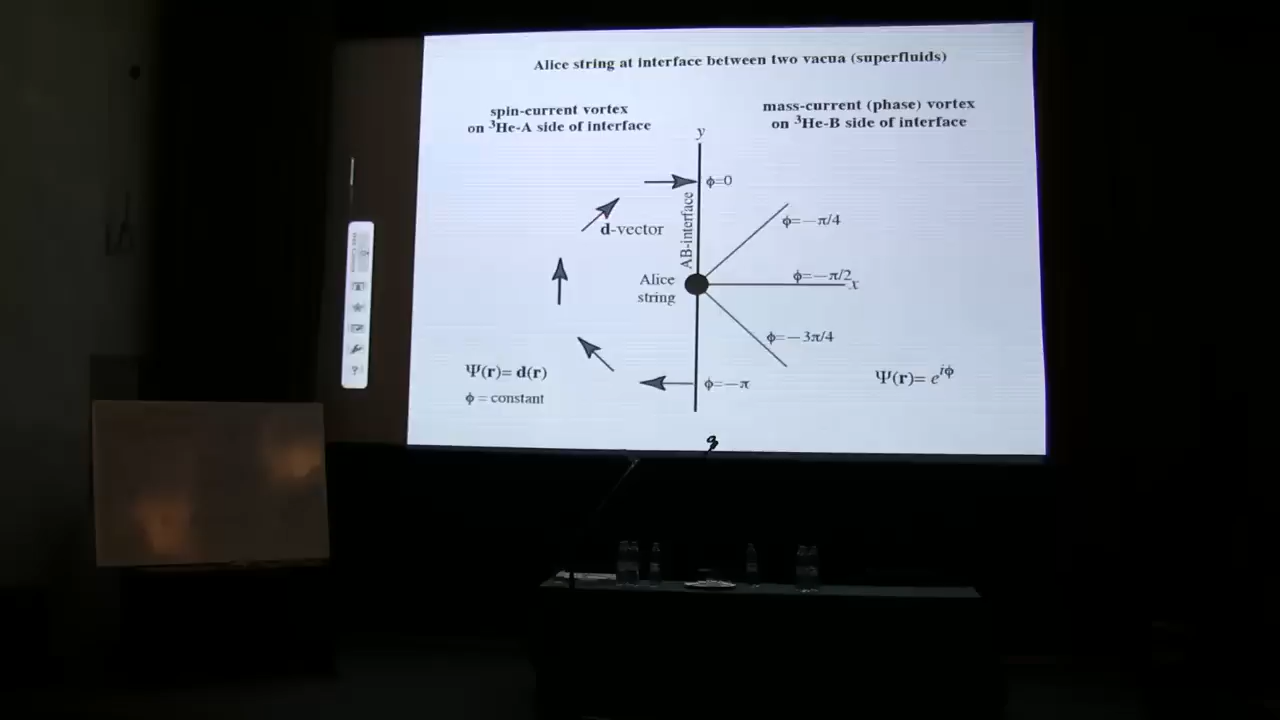 Alice string at interface between two vacua (superfluids)
spin-current vortex
on ³He-A side of interface
mass-current (phase) vortex
on ³He-B side of interface
y
ϕ=0
AB-interface
d-vector
ϕ=−π/4
Alice
string
ϕ=−π/2
x
ϕ=−3π/4
Ψ(r)= d(r)
ϕ = constant
ϕ=−π
Ψ(r)= e^{iϕ}